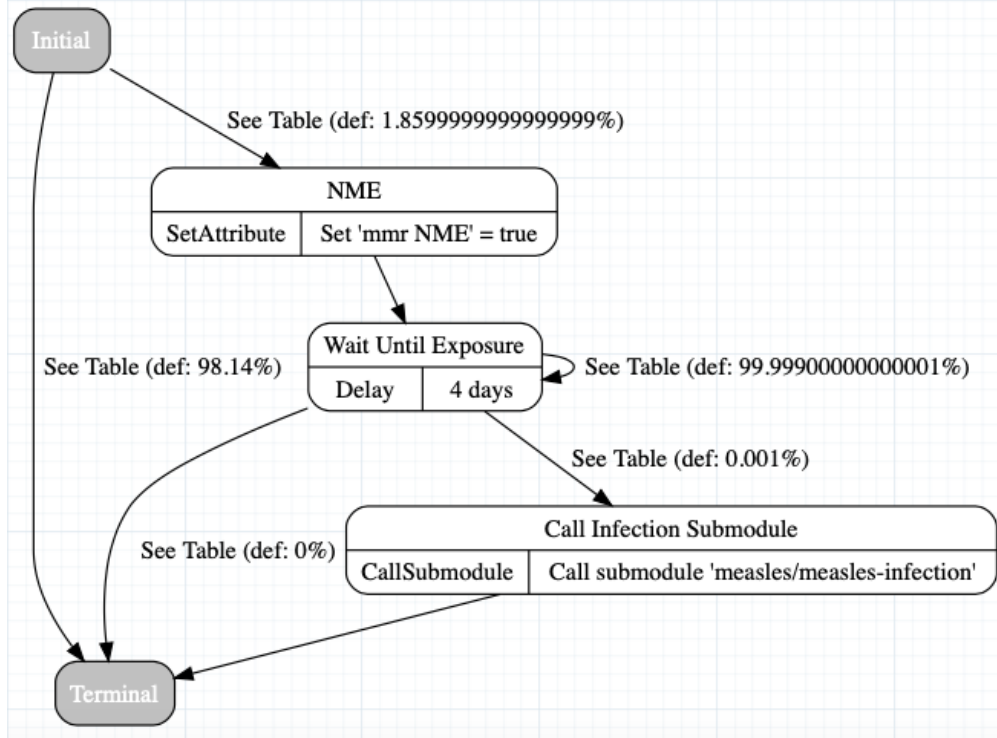 Initial
See Table (def: 1.8599999999999999%)
NME
SetAttribute
Set 'mmr NME' = true
Wait Until Exposure
Delay
4 days
See Table (def: 98.14%)
See Table (def: 99.99900000000001%)
See Table (def: 0.001%)
Call Infection Submodule
See Table (def: 0%)
CallSubmodule
Call submodule 'measles/measles-infection'
Terminal